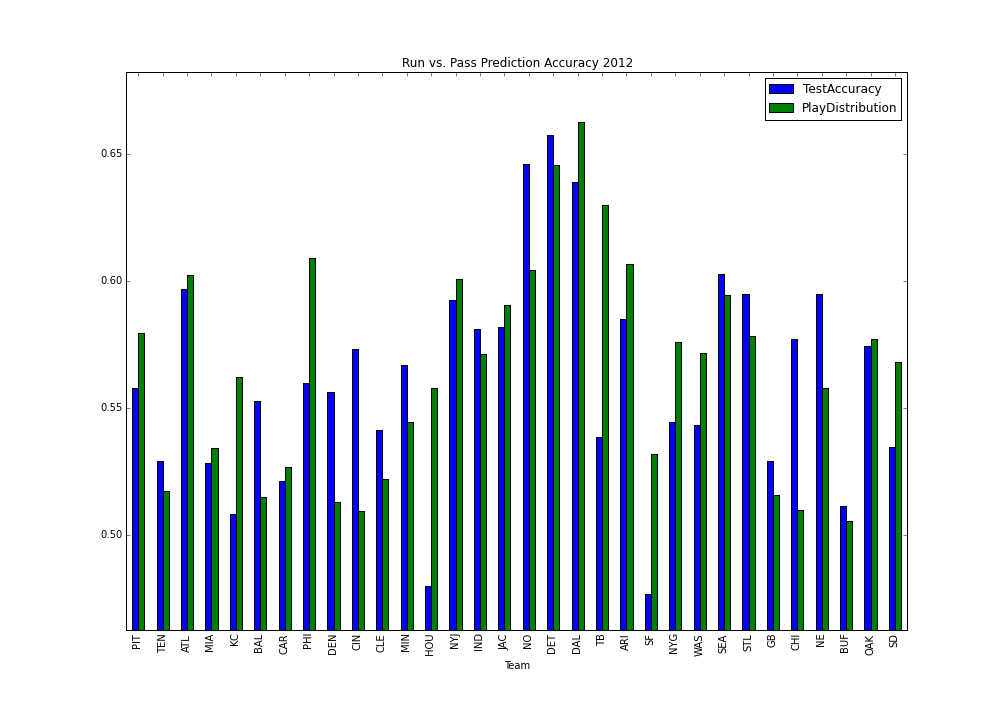 Run vs. Pass Prediction Accuracy 2012
TestAccuracy
PlayDistribution
0.65
0.60
0.55
0.50
PIT TEN ATL MIA KC BAL CAR PHI DEN CIN CLE MIN HOU NYJ IND JAC NO DET DAL TB ARI SF NYG WAS SEA STL GB CHI NE BUF OAK SD
Team